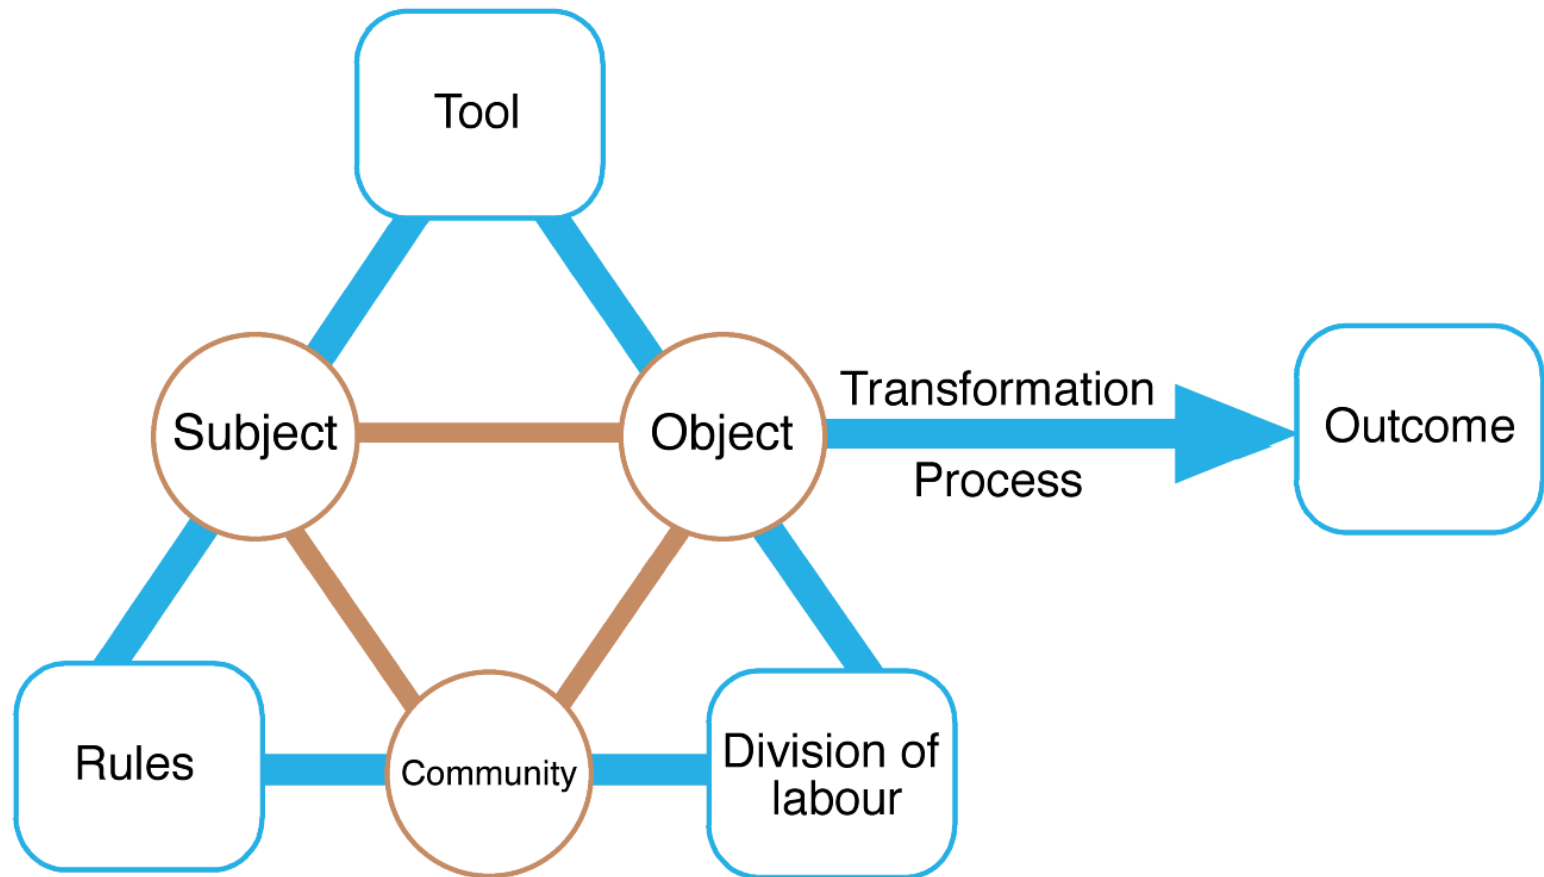 Tool
Subject
Object
Transformation
Process
Outcome
Rules
Community
Division of
labour